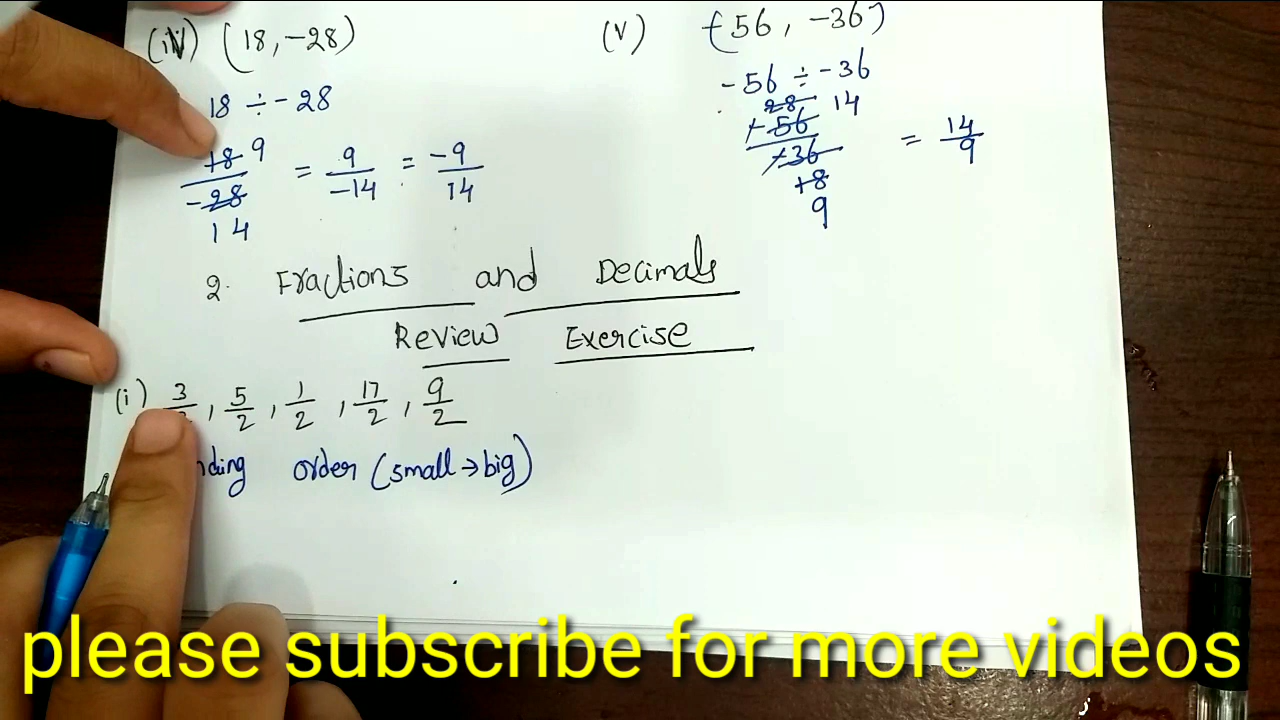 (iv) (18, -28)
18 ÷ -28
18 9
-28
14
= 9/-14 = -9/14
(v) (-56, -36)
-56 ÷ -36
28 14
-56
-36
18
9
= 14/9
2. Fractions and Decimals
Review Exercise
(i) 3, 5/2, 1/2, 17/2, 9/2
order (small → big)
please subscribe for more videos